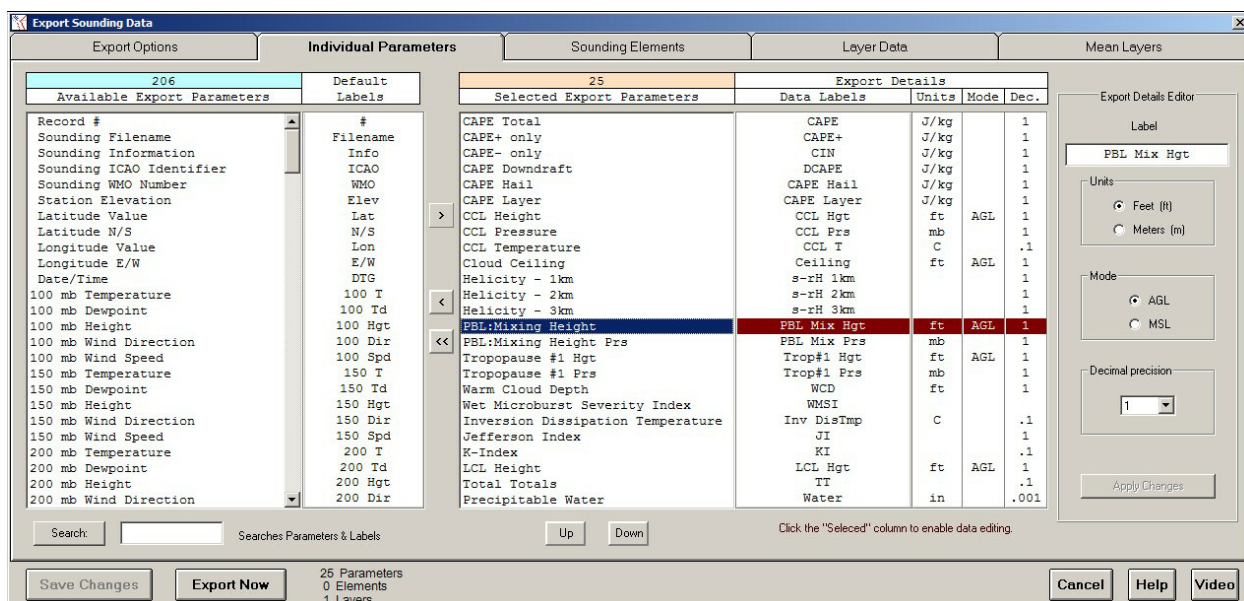 Export Sounding Data
Export Options Individual Parameters Sounding Elements Layer Data Mean Layers
206 Default
Available Export Parameters Labels
Record # #
Sounding Filename Filename
Sounding Information Info
Sounding ICAO Identifier ICAO
Sounding WMO Number WMO
Station Elevation Elev
Latitude Value Lat
Latitude N/S N/S
Longitude Value Lon
Longitude E/W E/W
Date/Time DTG
100 mb Temperature 100 T
100 mb Dewpoint 100 Td
100 mb Height 100 Hgt
100 mb Wind Direction 100 Dir
100 mb Wind Speed 100 Spd
150 mb Temperature 150 T
150 mb Dewpoint 150 Td
150 mb Height 150 Hgt
150 mb Wind Direction 150 Dir
150 mb Wind Speed 150 Spd
200 mb Temperature 200 T
200 mb Dewpoint 200 Td
200 mb Height 200 Hgt
200 mb Wind Direction 200 Dir
>
<
<<
25 Export Details
Selected Export Parameters Data Labels Units Mode Dec.
CAPE Total CAPE J/kg 1
CAPE+ only CAPE+ J/kg 1
CAPE- only CIN J/kg 1
CAPE Downdraft DCAPE J/kg 1
CAPE Hail CAPE Hail J/kg 1
CAPE Layer CAPE Layer J/kg 1
CCL Height CCL Hgt ft AGL 1
CCL Pressure CCL Prs mb 1
CCL Temperature CCL T C .1
Cloud Ceiling Ceiling ft AGL 1
Helicity - 1km s-rH 1km 1
Helicity - 2km s-rH 2km 1
Helicity - 3km s-rH 3km 1
PBL:Mixing Height PBL Mix Hgt ft AGL 1
PBL:Mixing Height Prs PBL Mix Prs mb 1
Tropopause #1 Hgt Trop#1 Hgt ft AGL 1
Tropopause #1 Prs Trop#1 Prs mb 1
Warm Cloud Depth WCD ft 1
Wet Microburst Severity Index WMSI
Inversion Dissipation Temperature Inv DisTmp C .1
Jefferson Index JI 1
K-Index KI .1
LCL Height LCL Hgt ft AGL 1
Total Totals TT .1
Precipitable Water Water in .001
Export Details Editor
Label
PBL Mix Hgt
Units
Feet (ft)
Meters (m)
Mode
AGL
MSL
Decimal precision
1
Apply Changes
Search: Searches Parameters & Labels
Up Down
Click the "Seleced" column to enable data editing.
Save Changes Export Now
25 Parameters
0 Elements
1 Layers
Cancel Help Video